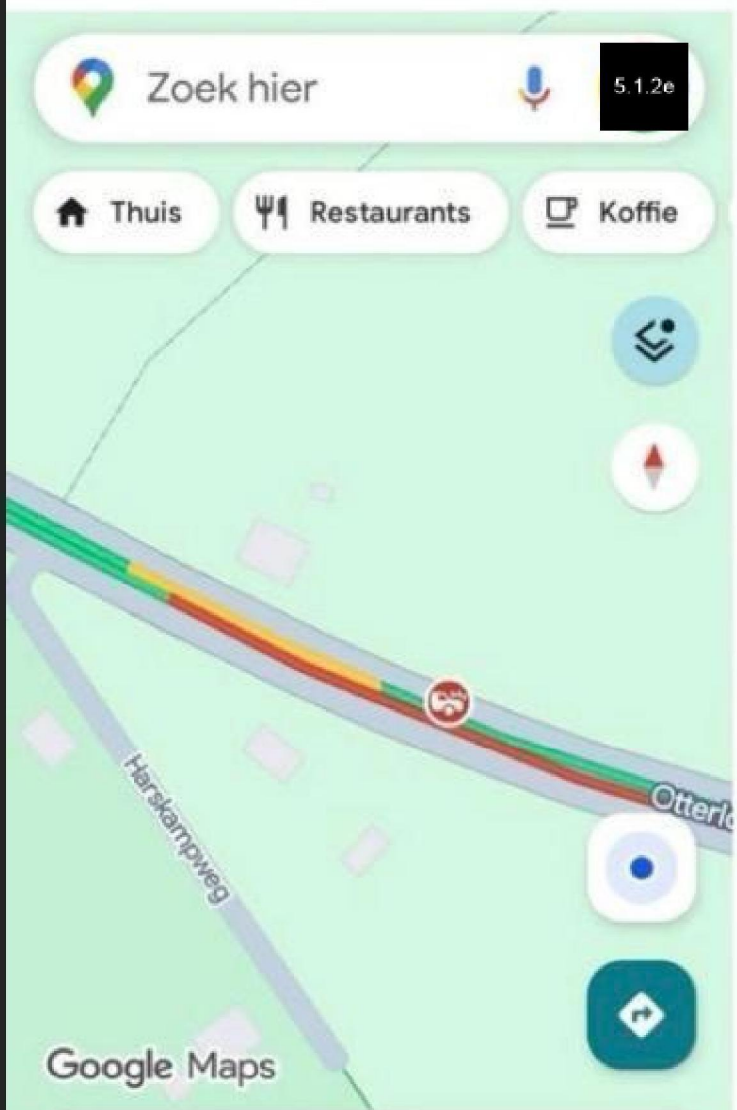 Zoek hier
5.1.2e
Thuis
Restaurants
Koffie
Harskampweg
Google Maps